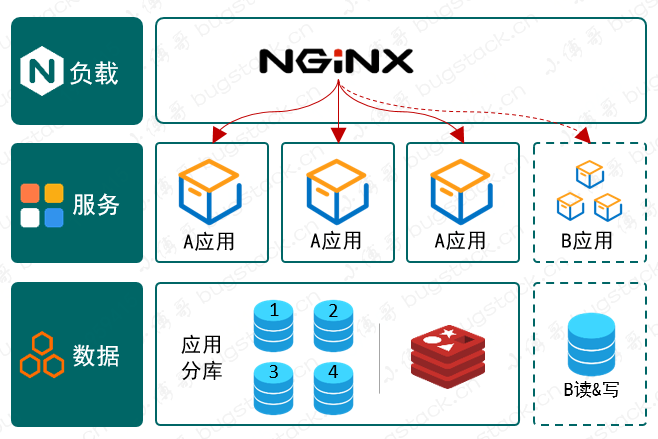 负载
NGiNX
服务
A应用
A应用
A应用
B应用
数据
应用
分库
1
2
3
4
B读&写
小傅哥 bugstack.cn